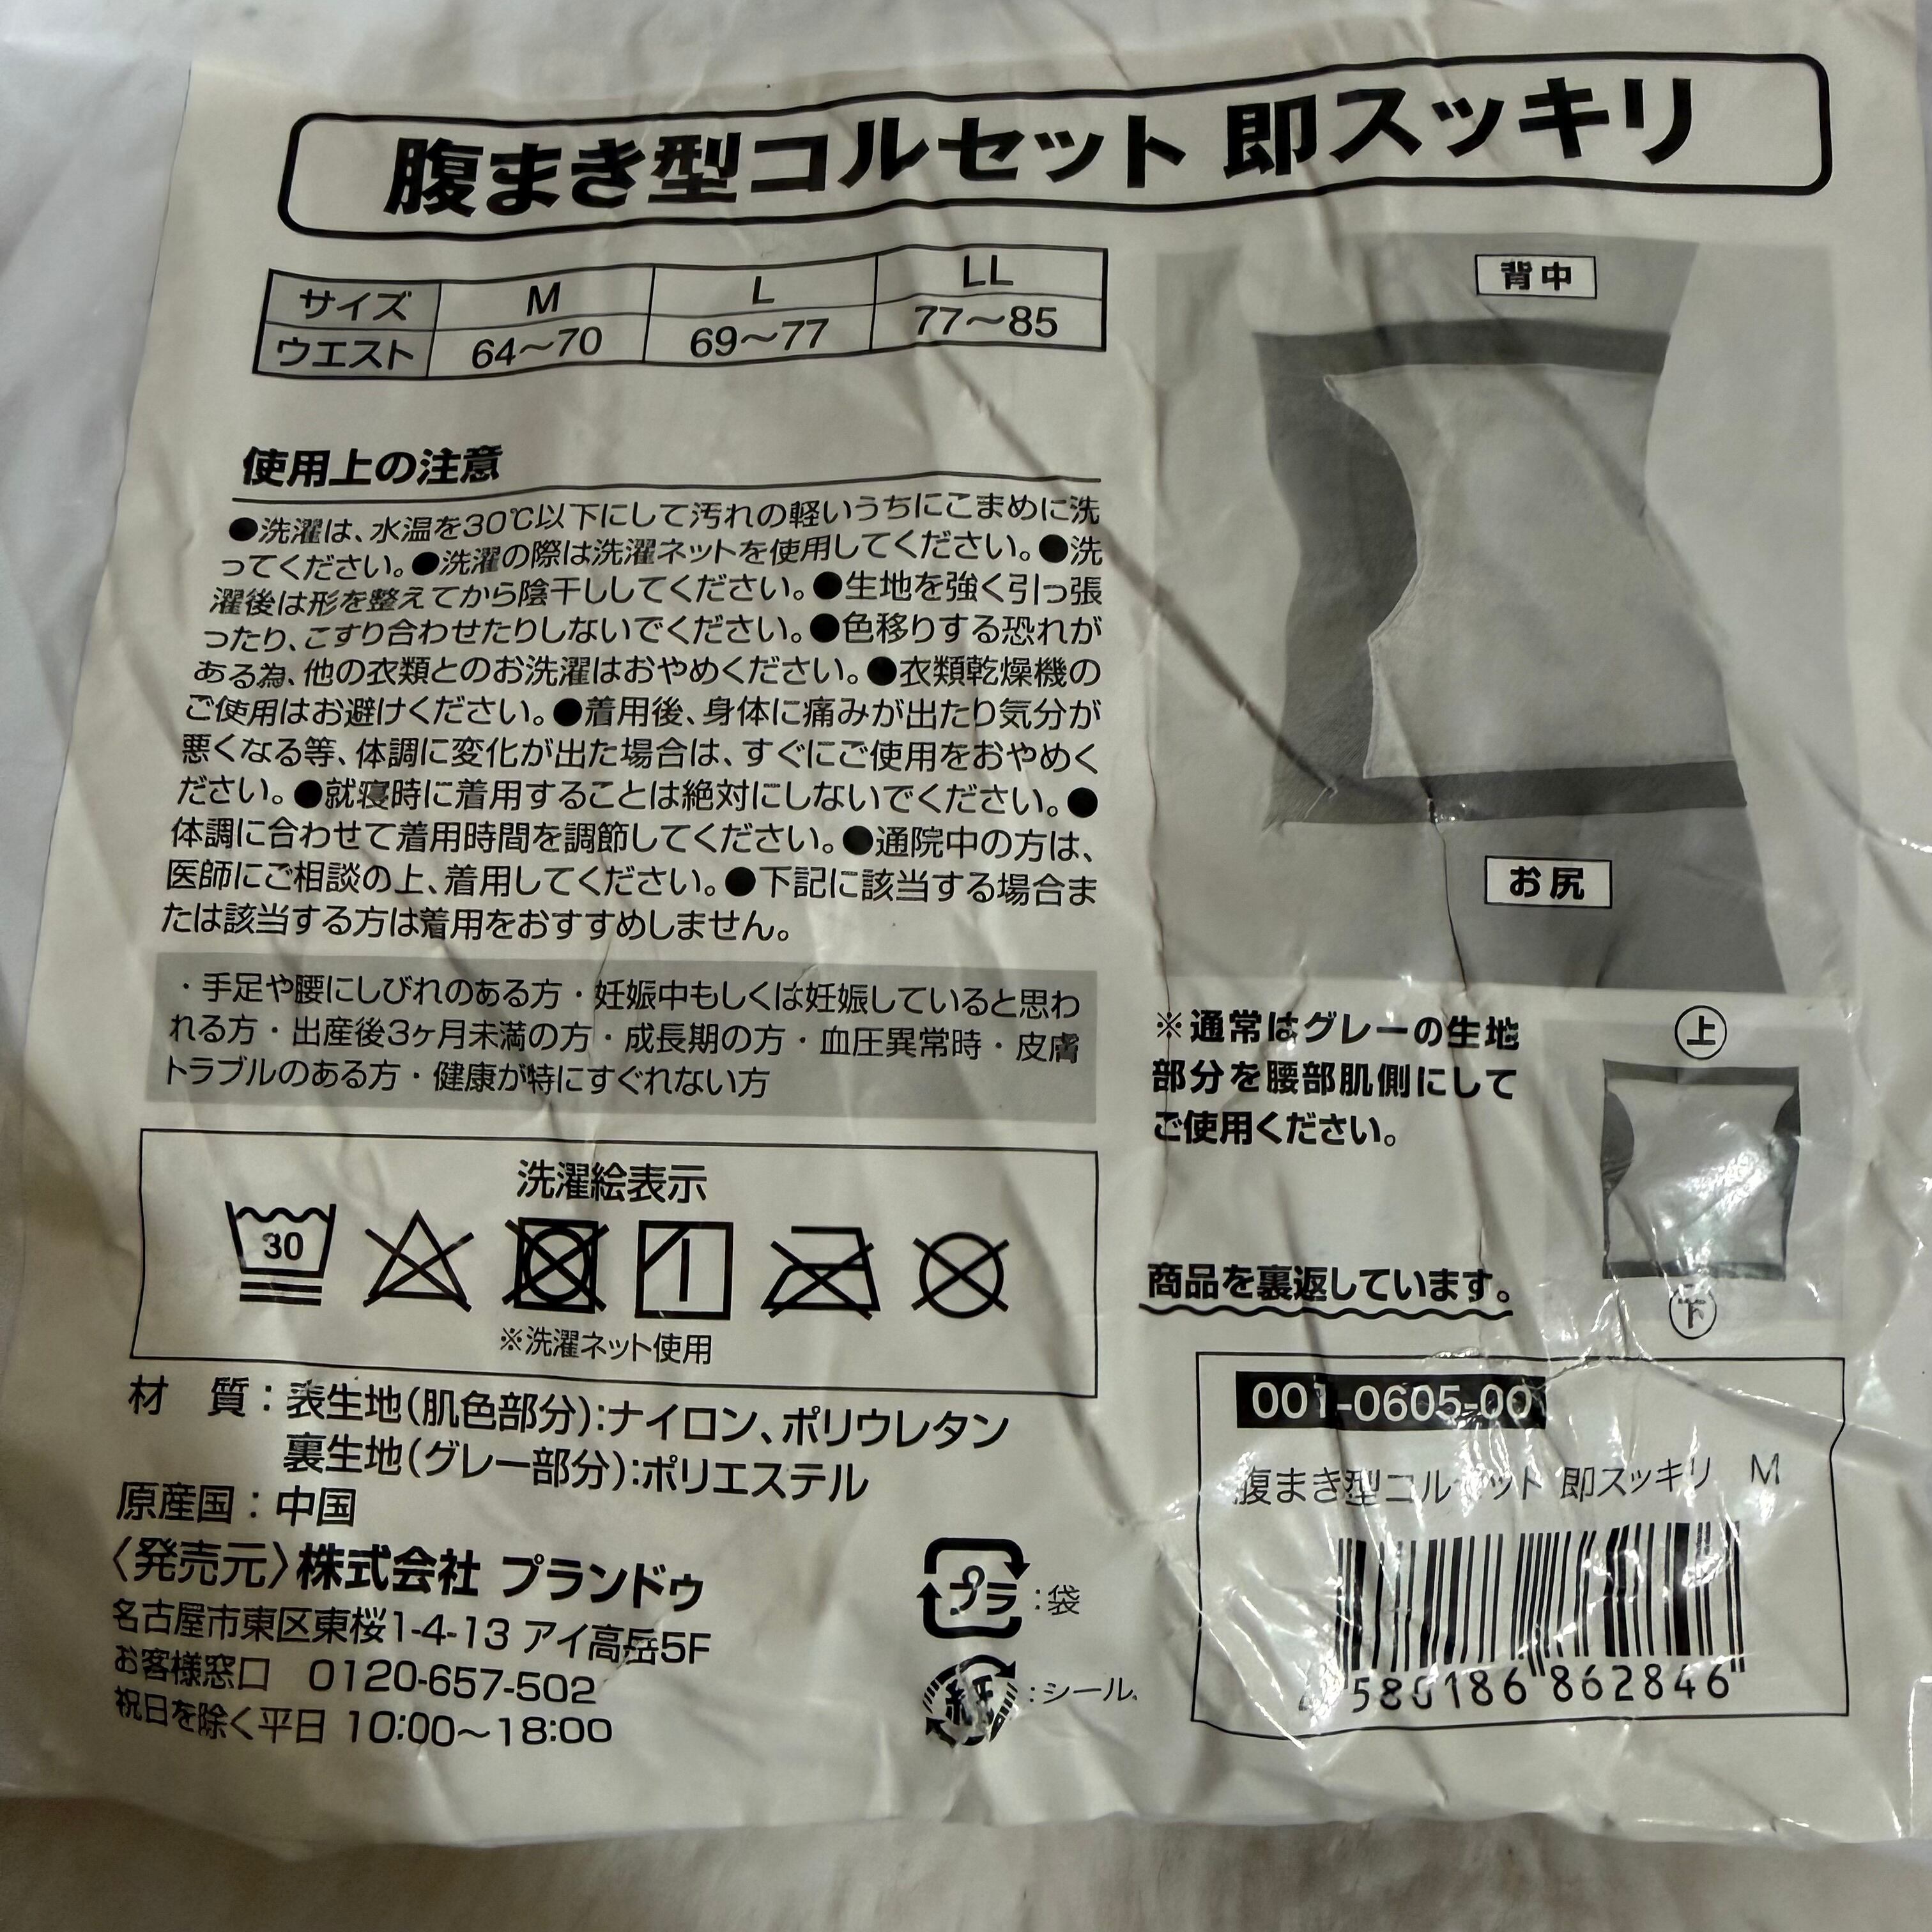 腹まき型コルセット 即スッキリ
サイズ M L LL
ウエスト 64〜70 69〜77 77〜85
使用上の注意
●洗濯は、水温を30℃以下にして汚れの軽いうちにこまめに洗
ってください。●洗濯の際は洗濯ネットを使用してください。●洗
濯後は形を整えてから陰干ししてください。●生地を強く引っ張
ったり、こすり合わせたりしないでください。●色移りする恐れが
ある為、他の衣類とのお洗濯はおやめください。●衣類乾燥機の
ご使用はお避けください。●着用後、身体に痛みが出たり気分が
悪くなる等、体調に変化が出た場合は、すぐにご使用をおやめく
ださい。●就寝時に着用することは絶対にしないでください。●
体調に合わせて着用時間を調節してください。●通院中の方は、
医師にご相談の上、着用してください。●下記に該当する場合ま
たは該当する方は着用をおすすめしません。
・手足や腰にしびれのある方・妊娠中もしくは妊娠していると思わ
れる方・出産後3ヶ月未満の方・成長期の方・血圧異常時・皮膚
トラブルのある方・健康が特にすぐれない方
洗濯絵表示
30
※洗濯ネット使用
材　質：表生地(肌色部分):ナイロン、ポリウレタン
裏生地(グレー部分):ポリエステル
原産国：中国
〈発売元〉株式会社 プランドゥ
名古屋市東区東桜1-4-13 アイ高岳5F
お客様窓口　0120-657-502
祝日を除く平日 10:00〜18:00
プラ :袋
紙 :シール
背中
お尻
※通常はグレーの生地
部分を腰部肌側にして
ご使用ください。
上
下
商品を裏返しています。
001-0605-00
腹まき型コルセット 即スッキリ　M
4 580186 862846